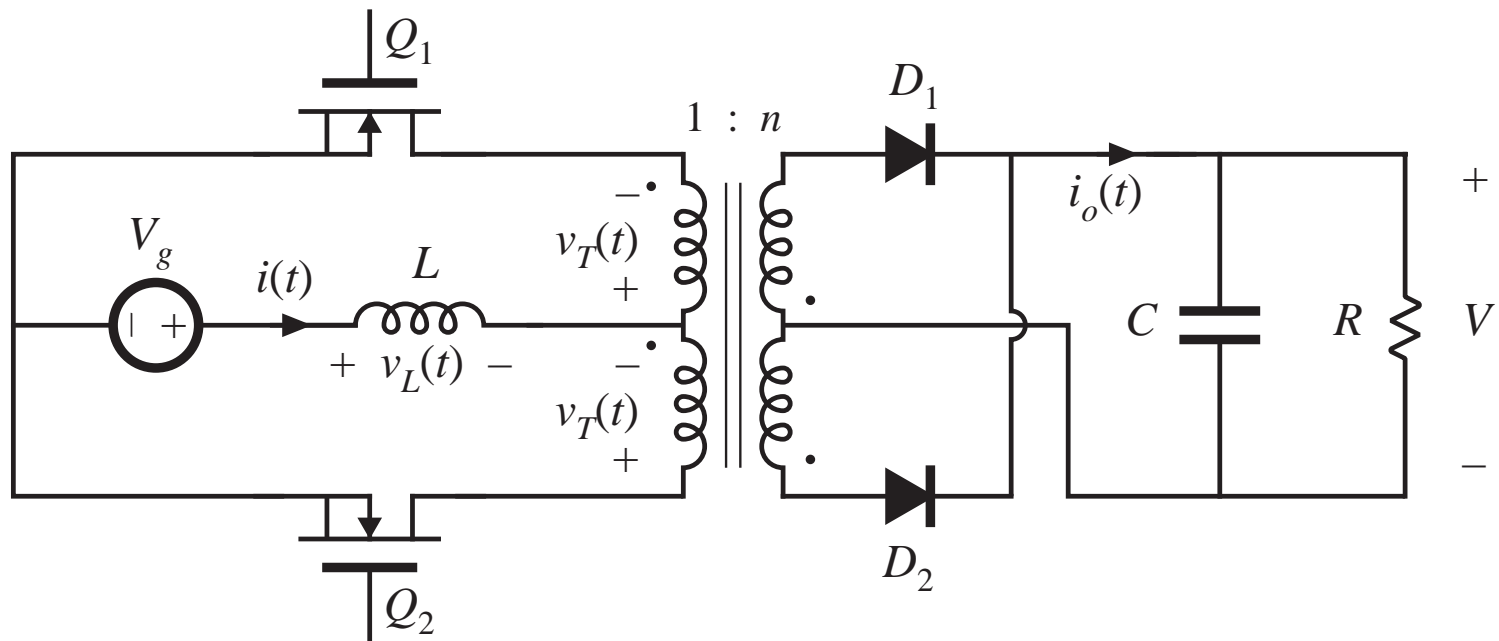 Q1
D1
1 : n
+
io(t)
−
vT(t)
+
Vg
i(t)
L
− +
+ vL(t) −
C
R
V
−
vT(t)
+
−
D2
Q2